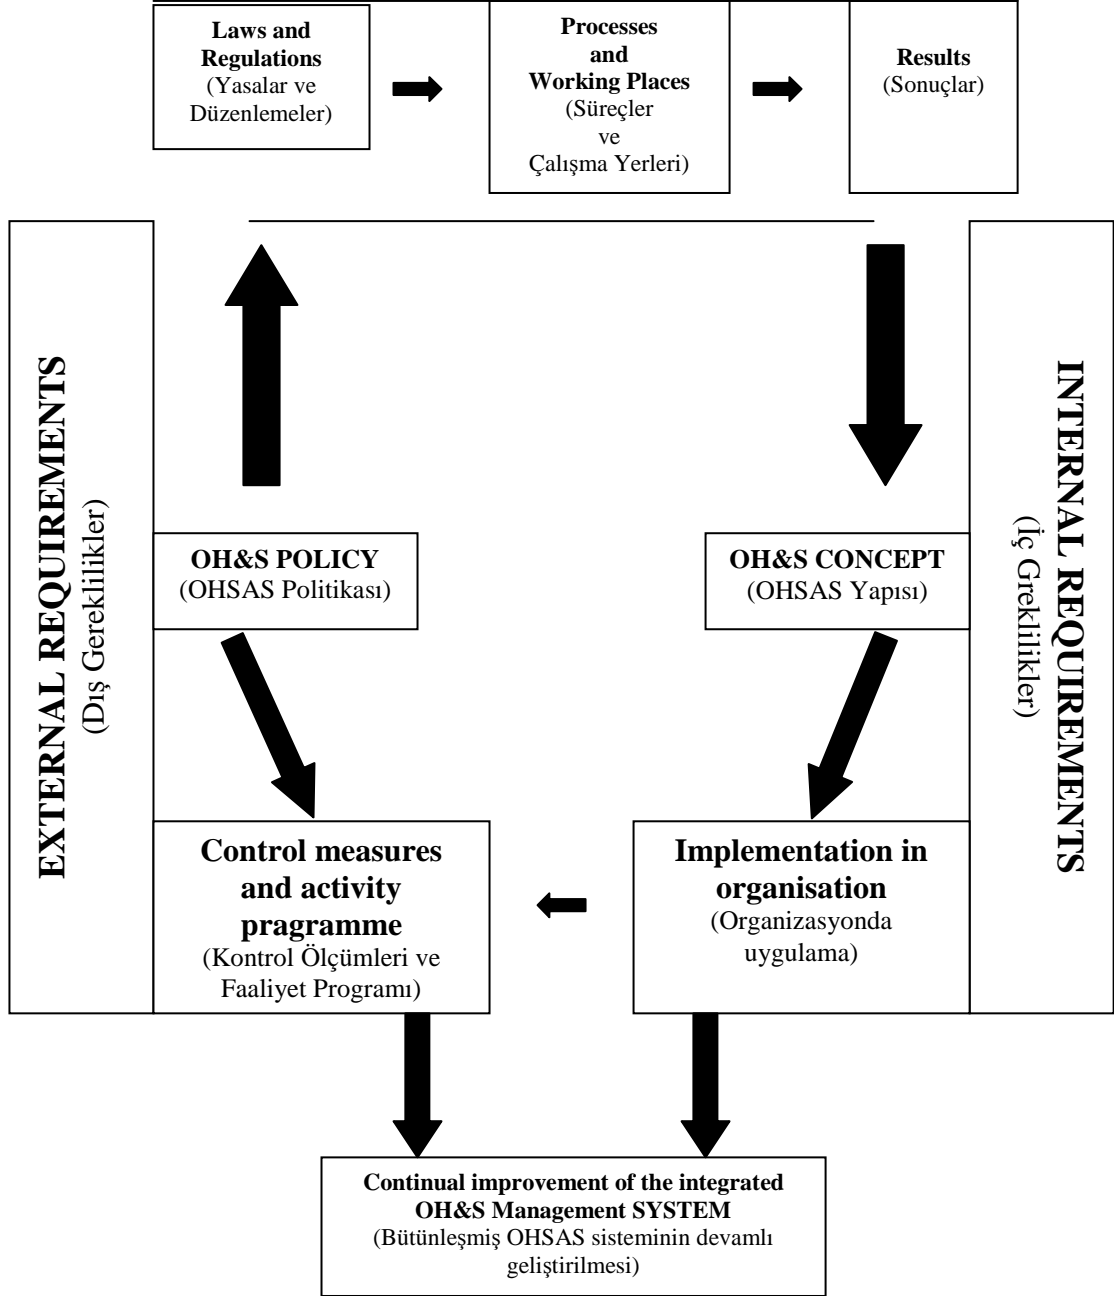 Laws and
Regulations
(Yasalar ve
Düzenlemeler)
Processes
and
Working Places
(Süreçler
ve
Çalışma Yerleri)
Results
(Sonuçlar)
EXTERNAL REQUIREMENTS
(Dış Gereklilikler)
INTERNAL REQUIREMENTS
(İç Greklilikler)
OH&S POLICY
(OHSAS Politikası)
OH&S CONCEPT
(OHSAS Yapısı)
Control measures
and activity
pragramme
(Kontrol Ölçümleri ve
Faaliyet Programı)
Implementation in
organisation
(Organizasyonda
uygulama)
Continual improvement of the integrated
OH&S Management SYSTEM
(Bütünleşmiş OHSAS sisteminin devamlı
geliştirilmesi)